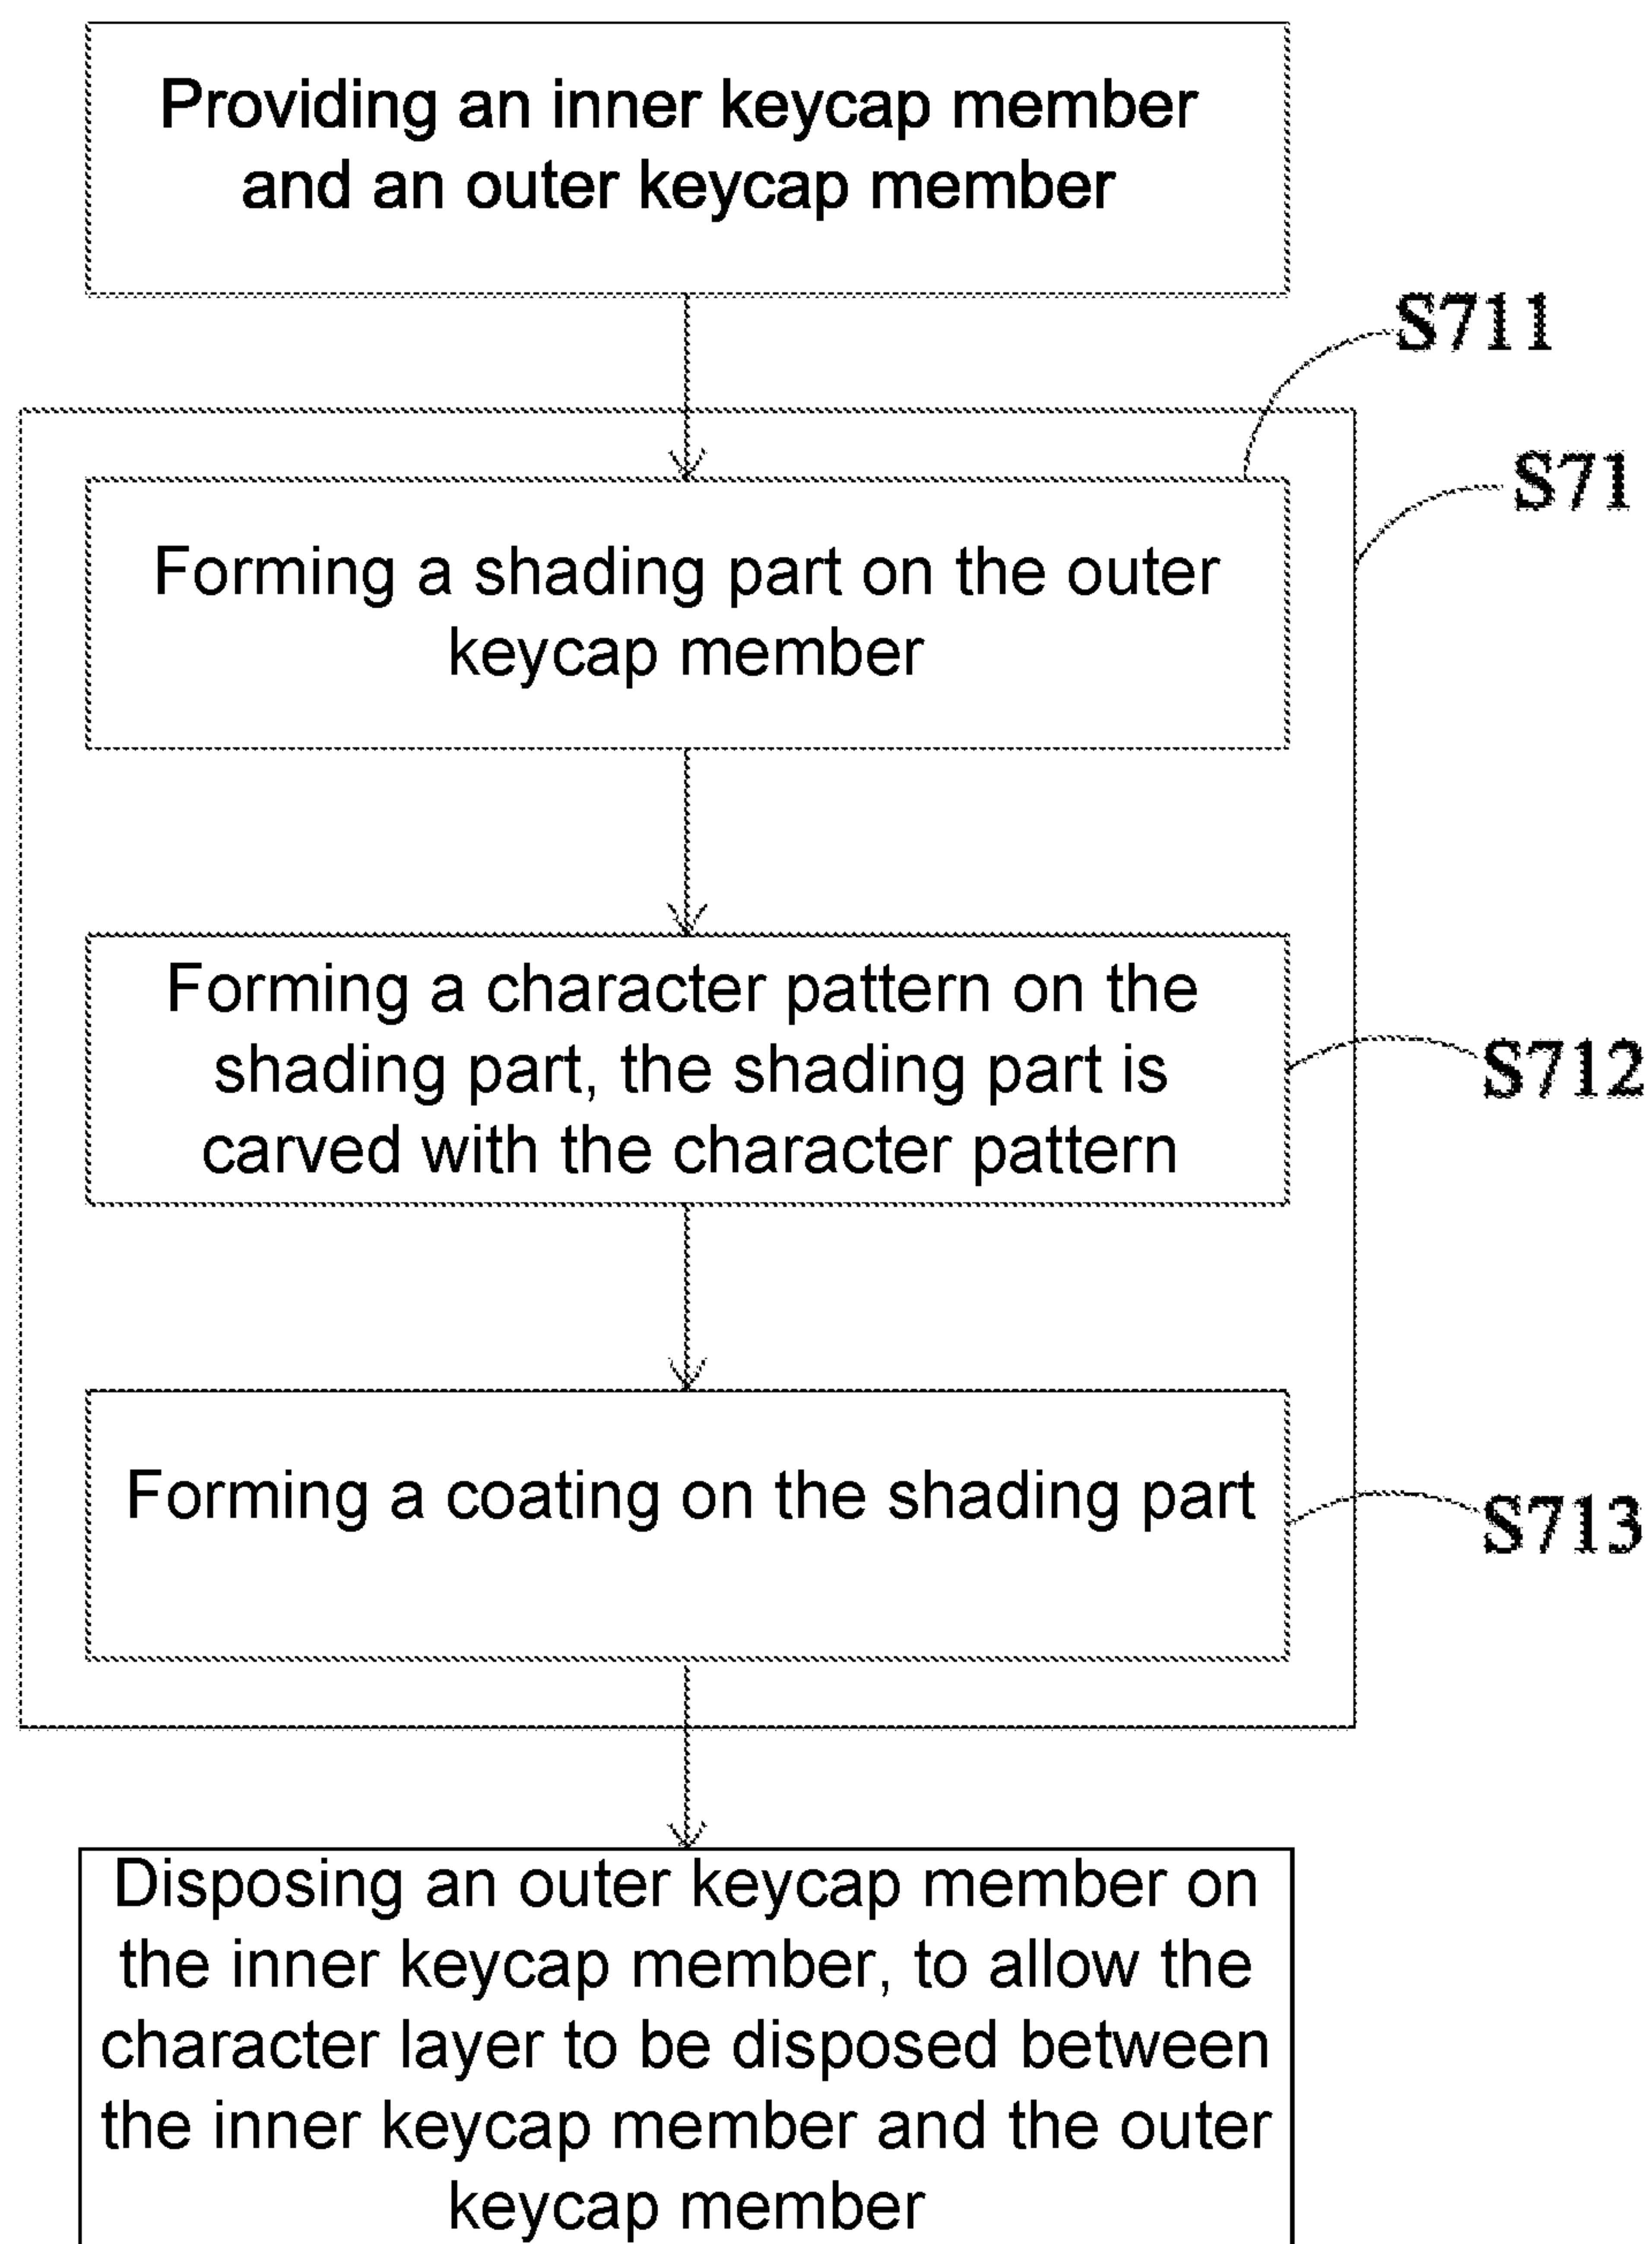 Providing an inner keycap member
and an outer keycap member
S711
S71
Forming a shading part on the outer
keycap member
Forming a character pattern on the
shading part, the shading part is
carved with the character pattern
S712
Forming a coating on the shading part
S713
Disposing an outer keycap member on
the inner keycap member, to allow the
character layer to be disposed between
the inner keycap member and the outer
keycap member